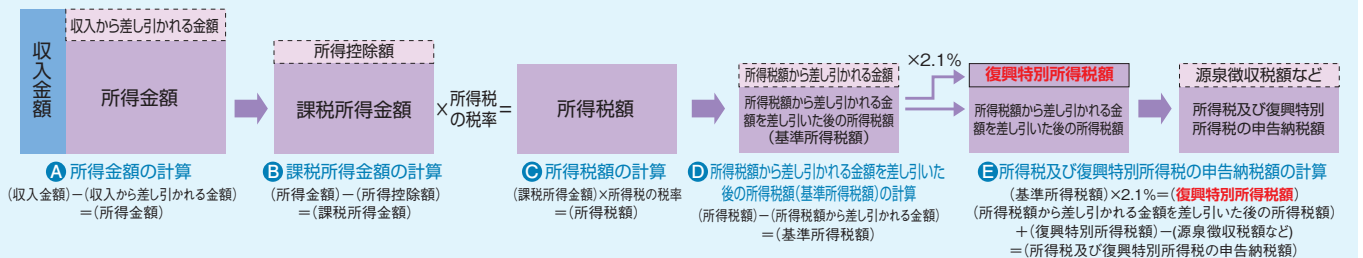 収入金額
収入から差し引かれる金額
所得金額
所得控除額
課税所得金額
×所得税の税率＝
所得税額
所得税額から差し引かれる金額
所得税額から差し引かれる金
額を差し引いた後の所得税額
（基準所得税額）
×2.1%
復興特別所得税額
所得税額から差し引かれる金
額を差し引いた後の所得税額
源泉徴収税額など
所得税及び復興特別
所得税の申告納税額
A 所得金額の計算
(収入金額)－(収入から差し引かれる金額)
＝(所得金額)
B 課税所得金額の計算
(所得金額)－(所得控除額)
＝(課税所得金額)
C 所得税額の計算
(課税所得金額)×所得税の税率
＝(所得税額)
D 所得税額から差し引かれる金額を差し引いた
後の所得税額(基準所得税額)の計算
(所得税額)－(所得税額から差し引かれる金額)
＝(基準所得税額)
E 所得税及び復興特別所得税の申告納税額の計算
(基準所得税額)×2.1%＝(復興特別所得税額)
(所得税額から差し引かれる金額を差し引いた後の所得税額)
＋(復興特別所得税額)－(源泉徴収税額など)
＝(所得税及び復興特別所得税の申告納税額)